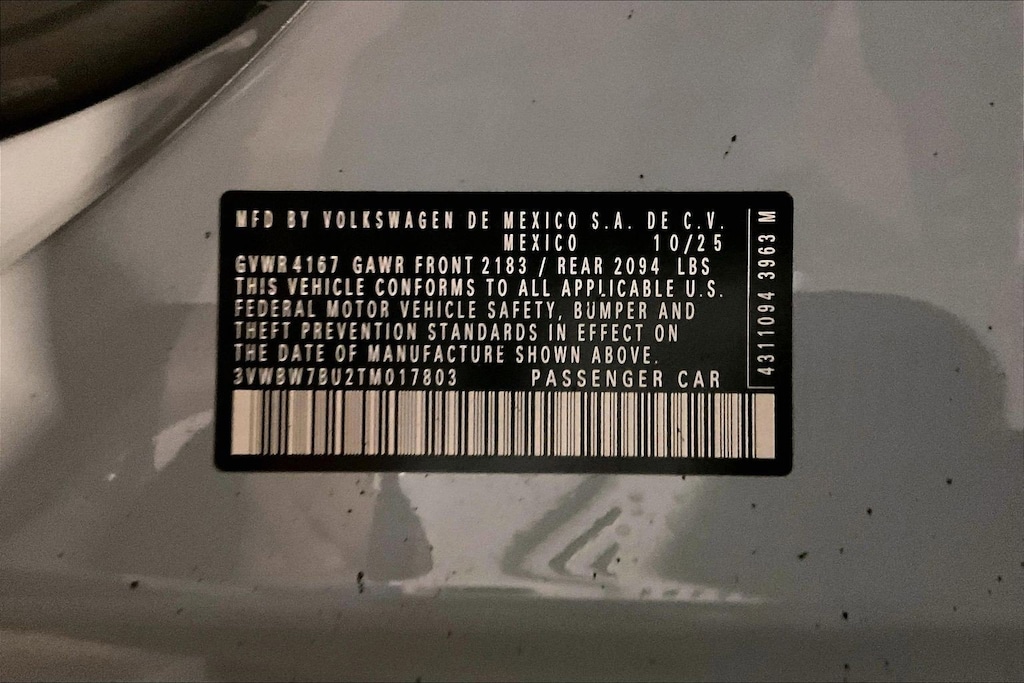 MFD BY VOLKSWAGEN DE MEXICO S.A. DE C.V.
MEXICO 10/25
GVWR 4167 GAWR FRONT 2183 / REAR 2094 LBS
THIS VEHICLE CONFORMS TO ALL APPLICABLE U.S.
FEDERAL MOTOR VEHICLE SAFETY, BUMPER AND
THEFT PREVENTION STANDARDS IN EFFECT ON
THE DATE OF MANUFACTURE SHOWN ABOVE.
3VWBW7BU2TM017803 PASSENGER CAR
4311094 3963 M